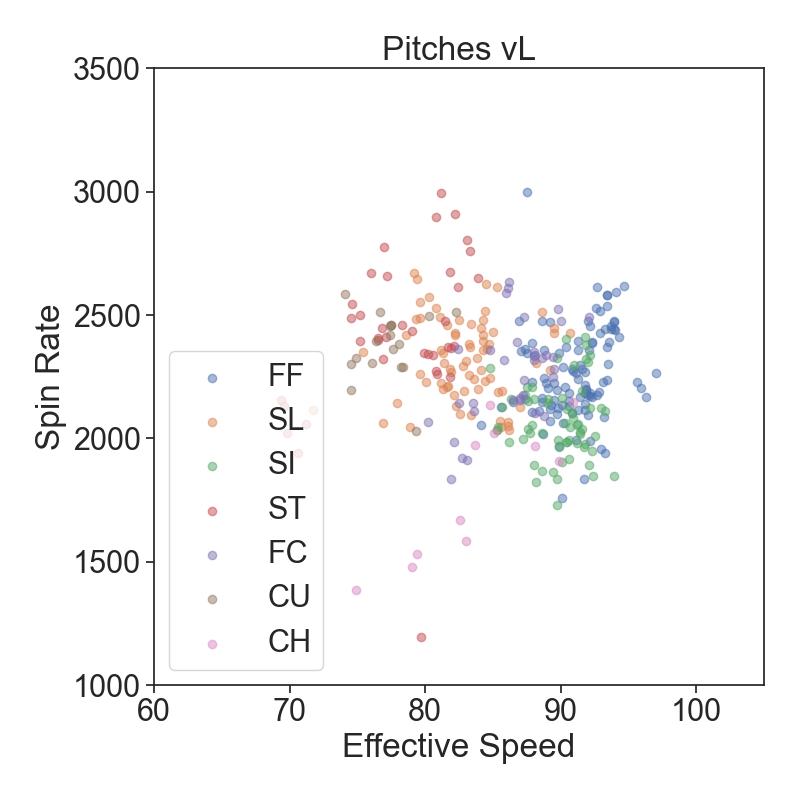 Pitches vL
3500
3000
2500
2000
1500
1000
Spin Rate
FF
SL
SI
ST
FC
CU
CH
60 70 80 90 100
Effective Speed